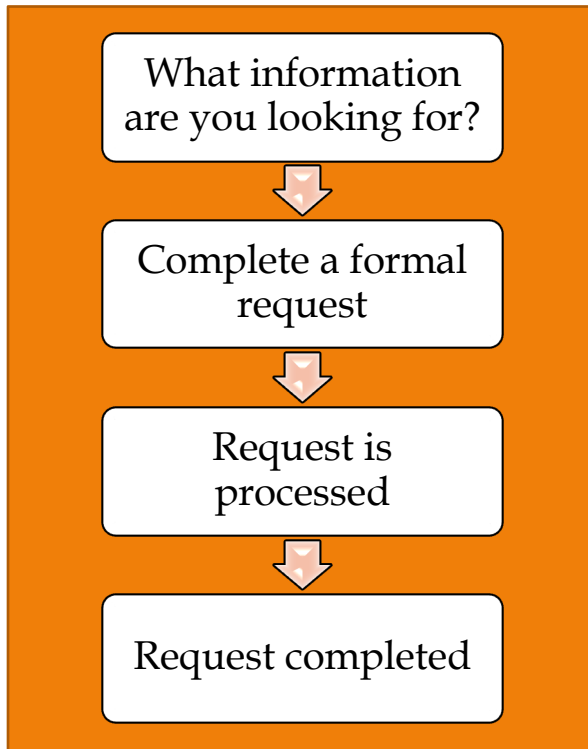 What information
are you looking for?
Complete a formal
request
Request is
processed
Request completed